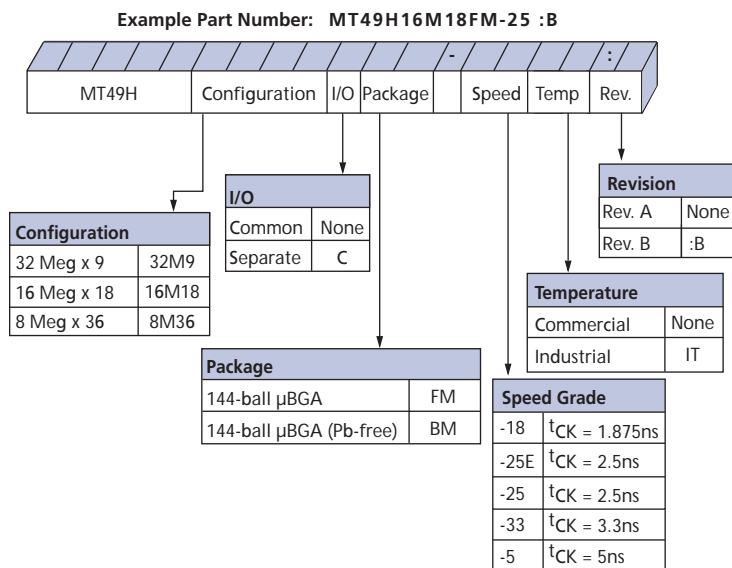 Example Part Number: MT49H16M18FM-25 :B
- :
MT49H Configuration I/O Package Speed Temp Rev.
Configuration
32 Meg x 9 32M9
16 Meg x 18 16M18
8 Meg x 36 8M36
I/O
Common None
Separate C
Package
144-ball µBGA FM
144-ball µBGA (Pb-free) BM
Revision
Rev. A None
Rev. B :B
Temperature
Commercial None
Industrial IT
Speed Grade
-18 tCK = 1.875ns
-25E tCK = 2.5ns
-25 tCK = 2.5ns
-33 tCK = 3.3ns
-5 tCK = 5ns